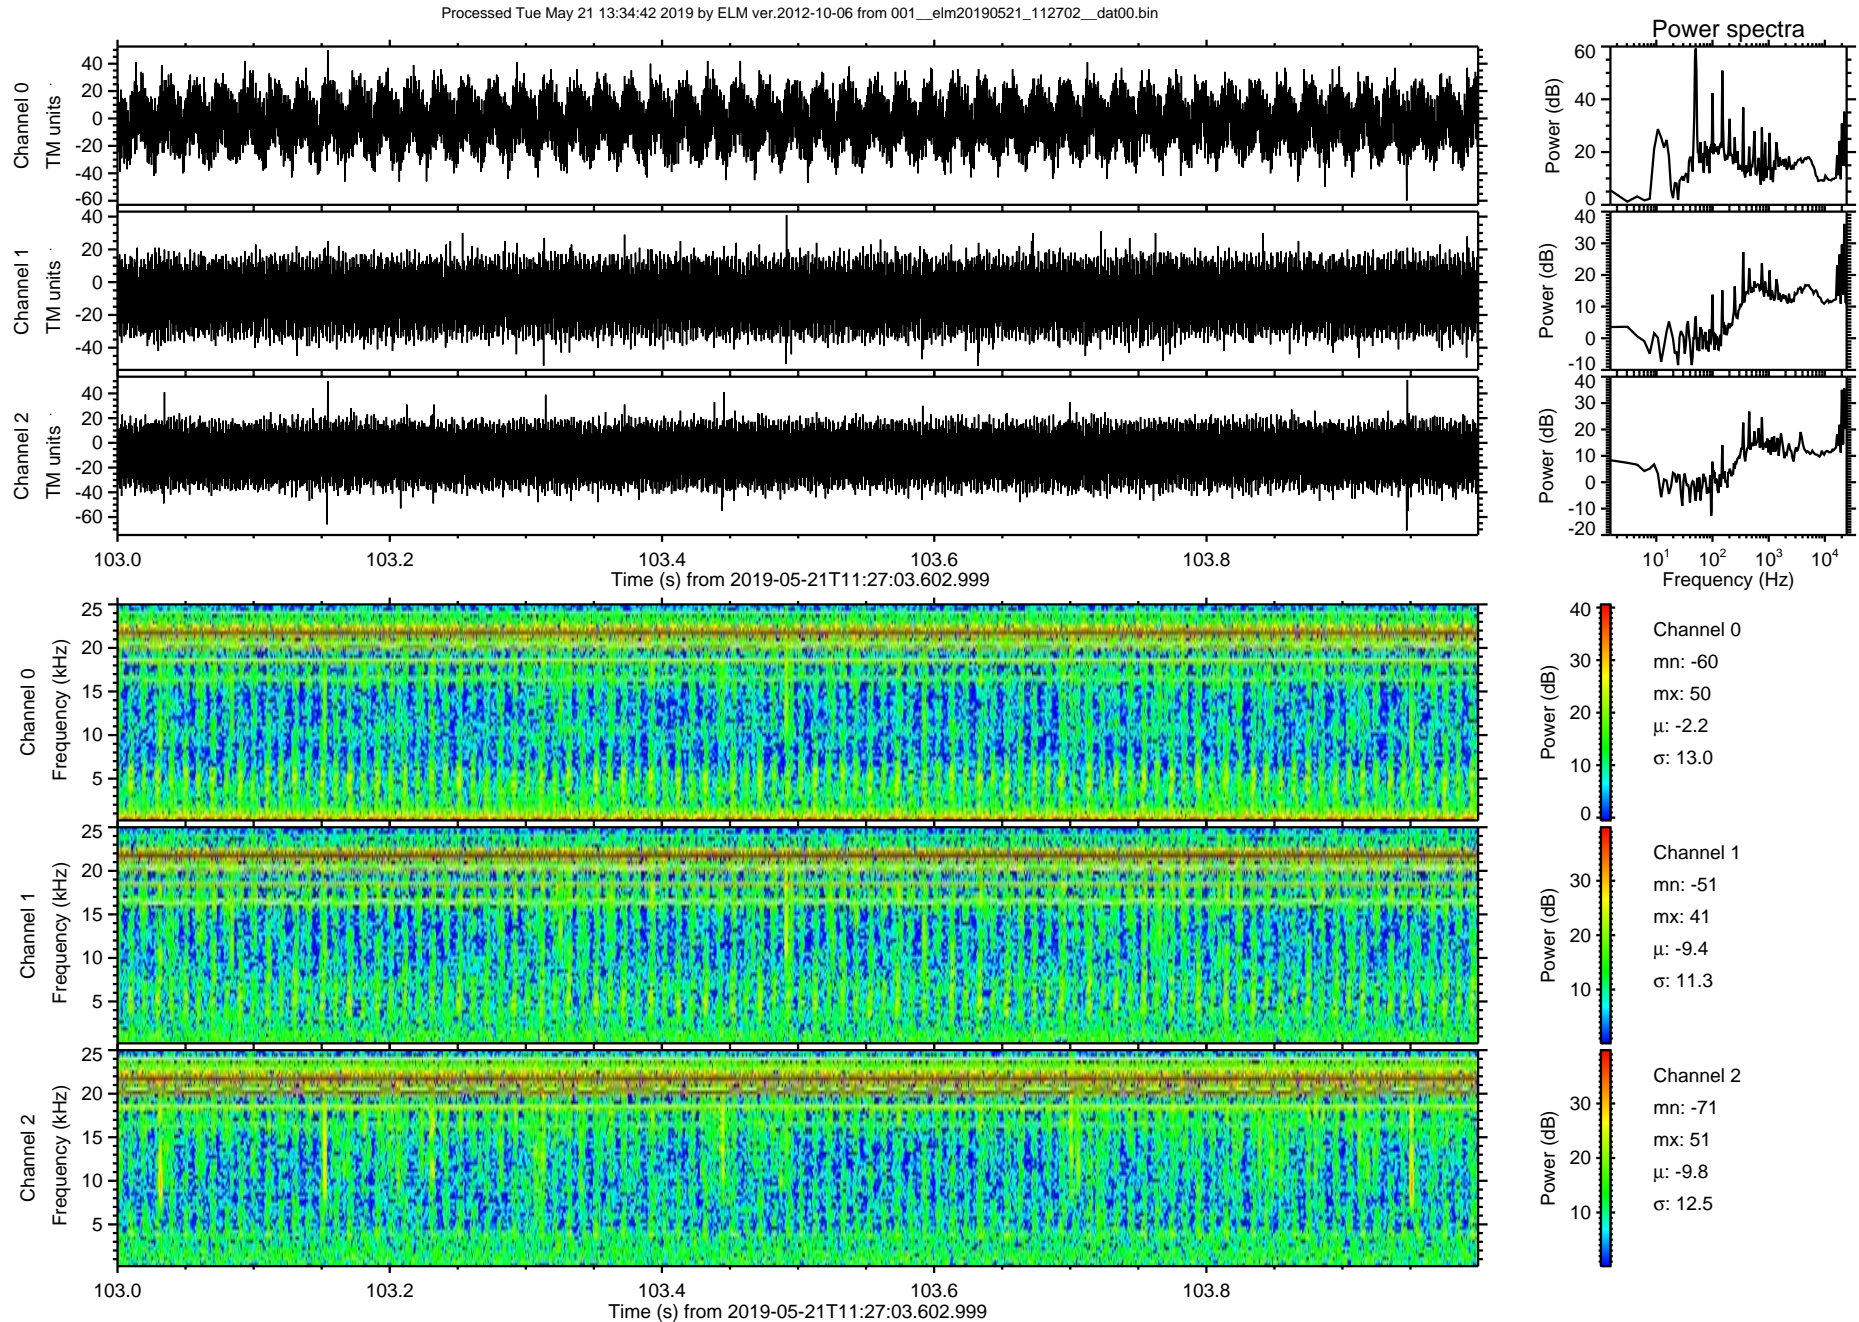 Processed Tue May 21 13:34:42 2019 by ELM ver.2012-10-06 from 001__elm20190521_112702__dat00.bin
Power spectra
Channel 0
TM units
40
20
0
-20
-40
-60
Power (dB)
60
40
20
0
Channel 1
TM units
40
20
0
-20
-40
Power (dB)
40
30
20
10
0
-10
Channel 2
TM units
40
20
0
-20
-40
-60
Power (dB)
40
30
20
10
0
-10
-20
103.0 103.2 103.4 103.6 103.8
Time (s) from 2019-05-21T11:27:03.602.999
10^1 10^2 10^3 10^4
Frequency (Hz)
Channel 0
Frequency (kHz)
25
20
15
10
5
Power (dB)
40
30
20
10
0
Channel 0
mn: -60
mx: 50
μ: -2.2
σ: 13.0
Channel 1
Frequency (kHz)
25
20
15
10
5
Power (dB)
30
20
10
Channel 1
mn: -51
mx: 41
μ: -9.4
σ: 11.3
Channel 2
Frequency (kHz)
25
20
15
10
5
Power (dB)
30
20
10
Channel 2
mn: -71
mx: 51
μ: -9.8
σ: 12.5
103.0 103.2 103.4 103.6 103.8
Time (s) from 2019-05-21T11:27:03.602.999